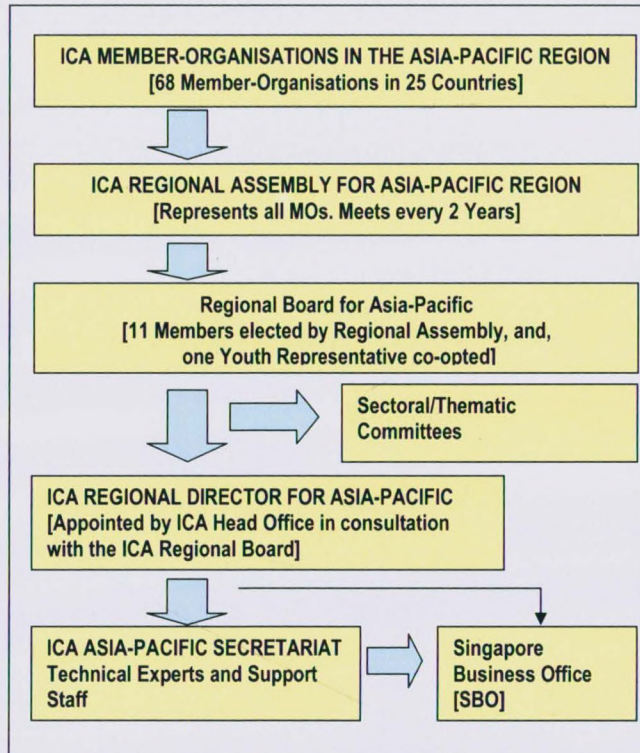 ICA MEMBER-ORGANISATIONS IN THE ASIA-PACIFIC REGION
[68 Member-Organisations in 25 Countries]
ICA REGIONAL ASSEMBLY FOR ASIA-PACIFIC REGION
[Represents all MOs. Meets every 2 Years]
Regional Board for Asia-Pacific
[11 Members elected by Regional Assembly, and,
one Youth Representative co-opted]
Sectoral/Thematic
Committees
ICA REGIONAL DIRECTOR FOR ASIA-PACIFIC
[Appointed by ICA Head Office in consultation
with the ICA Regional Board]
ICA ASIA-PACIFIC SECRETARIAT
Technical Experts and Support
Staff
Singapore
Business Office
[SBO]